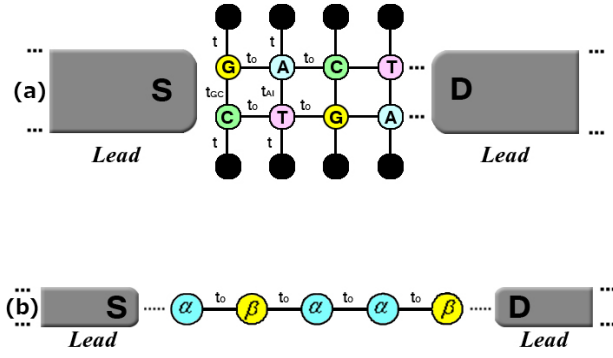 t t
... G t₀ A t₀ C T ... ...
(a) S t_GC t_AT D
C t₀ T t₀ G A
... t t ... ...
Lead Lead
... ...
(b) S ..... α t₀ β t₀ α t₀ α t₀ β ..... D
... ...
Lead Lead